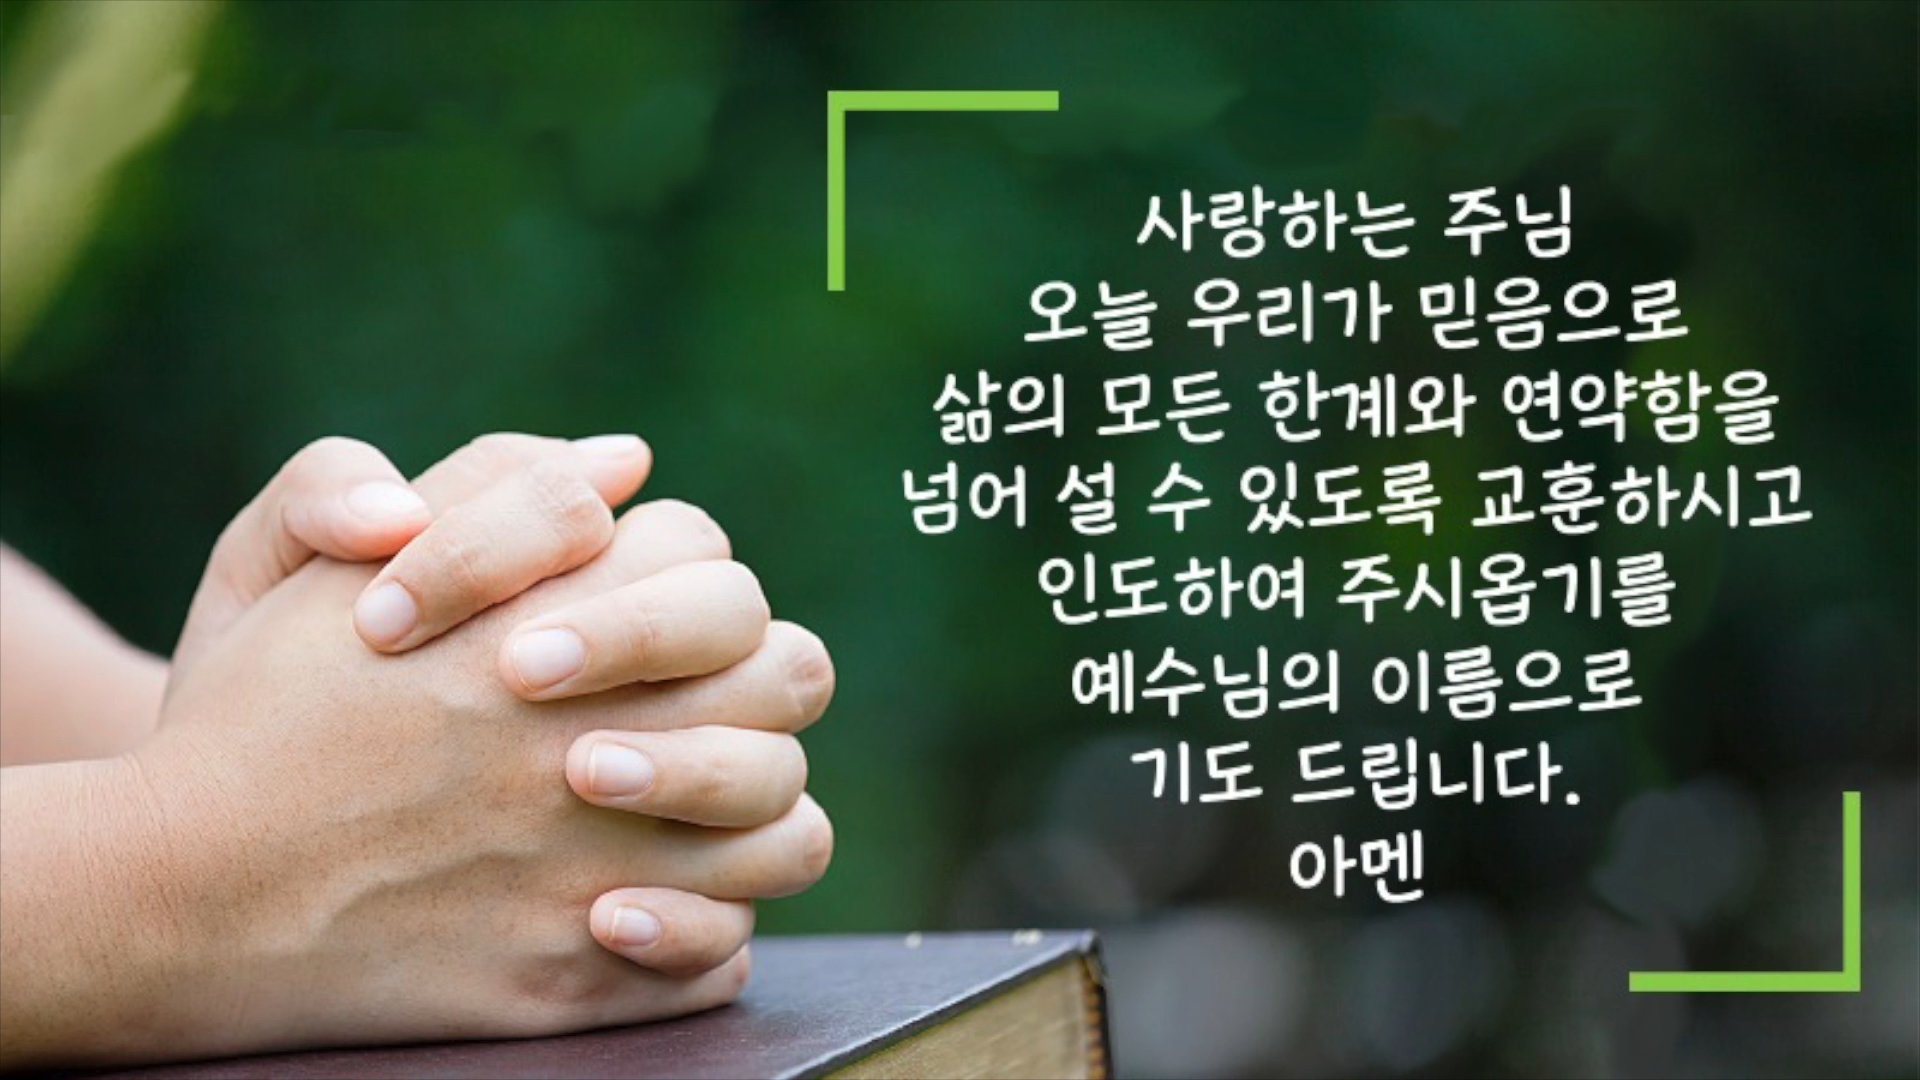 사랑하는 주님
오늘 우리가 믿음으로
삶의 모든 한계와 연약함을
넘어 설 수 있도록 교훈하시고
인도하여 주시옵기를
예수님의 이름으로
기도 드립니다.
아멘